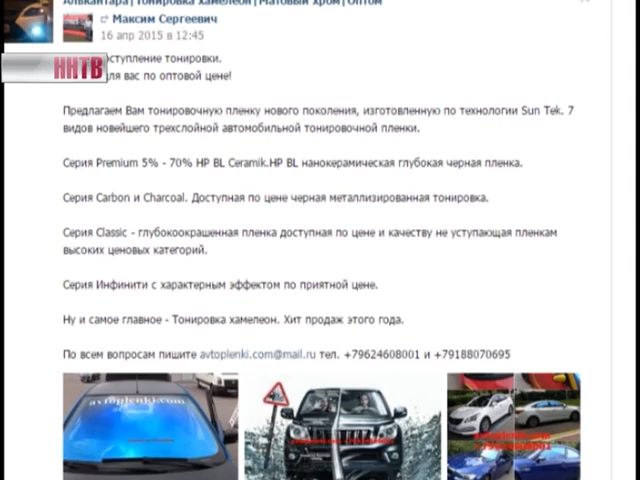 Алькантара|Тонировка хамелеон|Матовый хром|Оптом
Максим Сергеевич
16 апр 2015 в 12:45
ННТВ
тонировки.
для вас по оптовой цене!
Предлагаем Вам тонировочную пленку нового поколения, изготовленную по технологии Sun Tek. 7
видов новейшего трехслойной автомобильной тонировочной пленки.
Серия Premium 5% - 70% HP BL Ceramik.HP BL нанокерамическая глубокая черная пленка.
Серия Carbon и Charcoal. Доступная по цене черная металлизированная тонировка.
Серия Classic - глубокоокрашенная пленка доступная по цене и качеству не уступающая пленкам
высоких ценовых категорий.
Серия Инфинити с характерным эффектом по приятной цене.
Ну и самое главное - Тонировка хамелеон. Хит продаж этого года.
По всем вопросам пишите avtoplenki.com@mail.ru тел. +79624608001 и +79188070695
avtoplenki.com